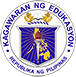 KAGAWARAN NG EDUKASYON
REPUBLIKA NG PILIPINAS